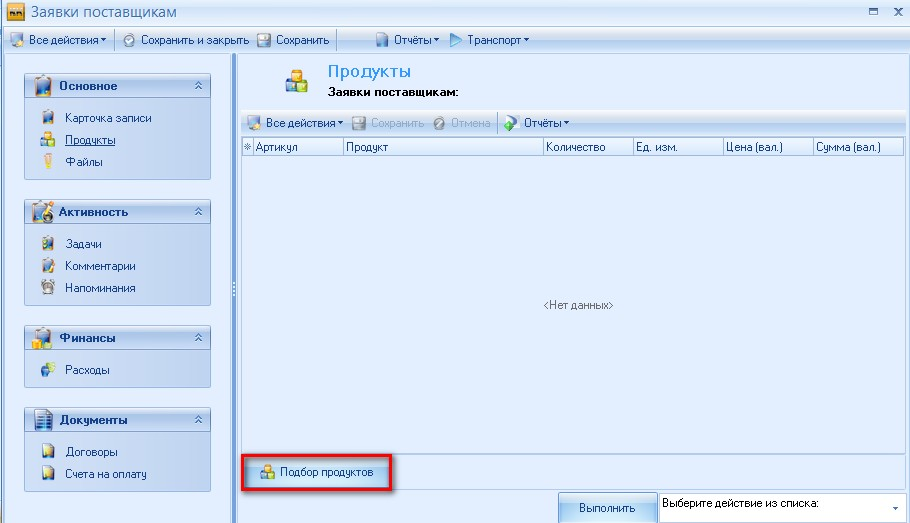 Заявки поставщикам
Все действия Сохранить и закрыть Сохранить Отчёты Транспорт
Основное
Карточка записи
Продукты
Файлы
Активность
Задачи
Комментарии
Напоминания
Финансы
Расходы
Документы
Договоры
Счета на оплату
Продукты
Заявки поставщикам:
Все действия Сохранить Отмена Отчёты
Артикул Продукт Количество Ед. изм. Цена (вал.) Сумма (вал.)
<Нет данных>
Подбор продуктов
Выполнить Выберите действие из списка: